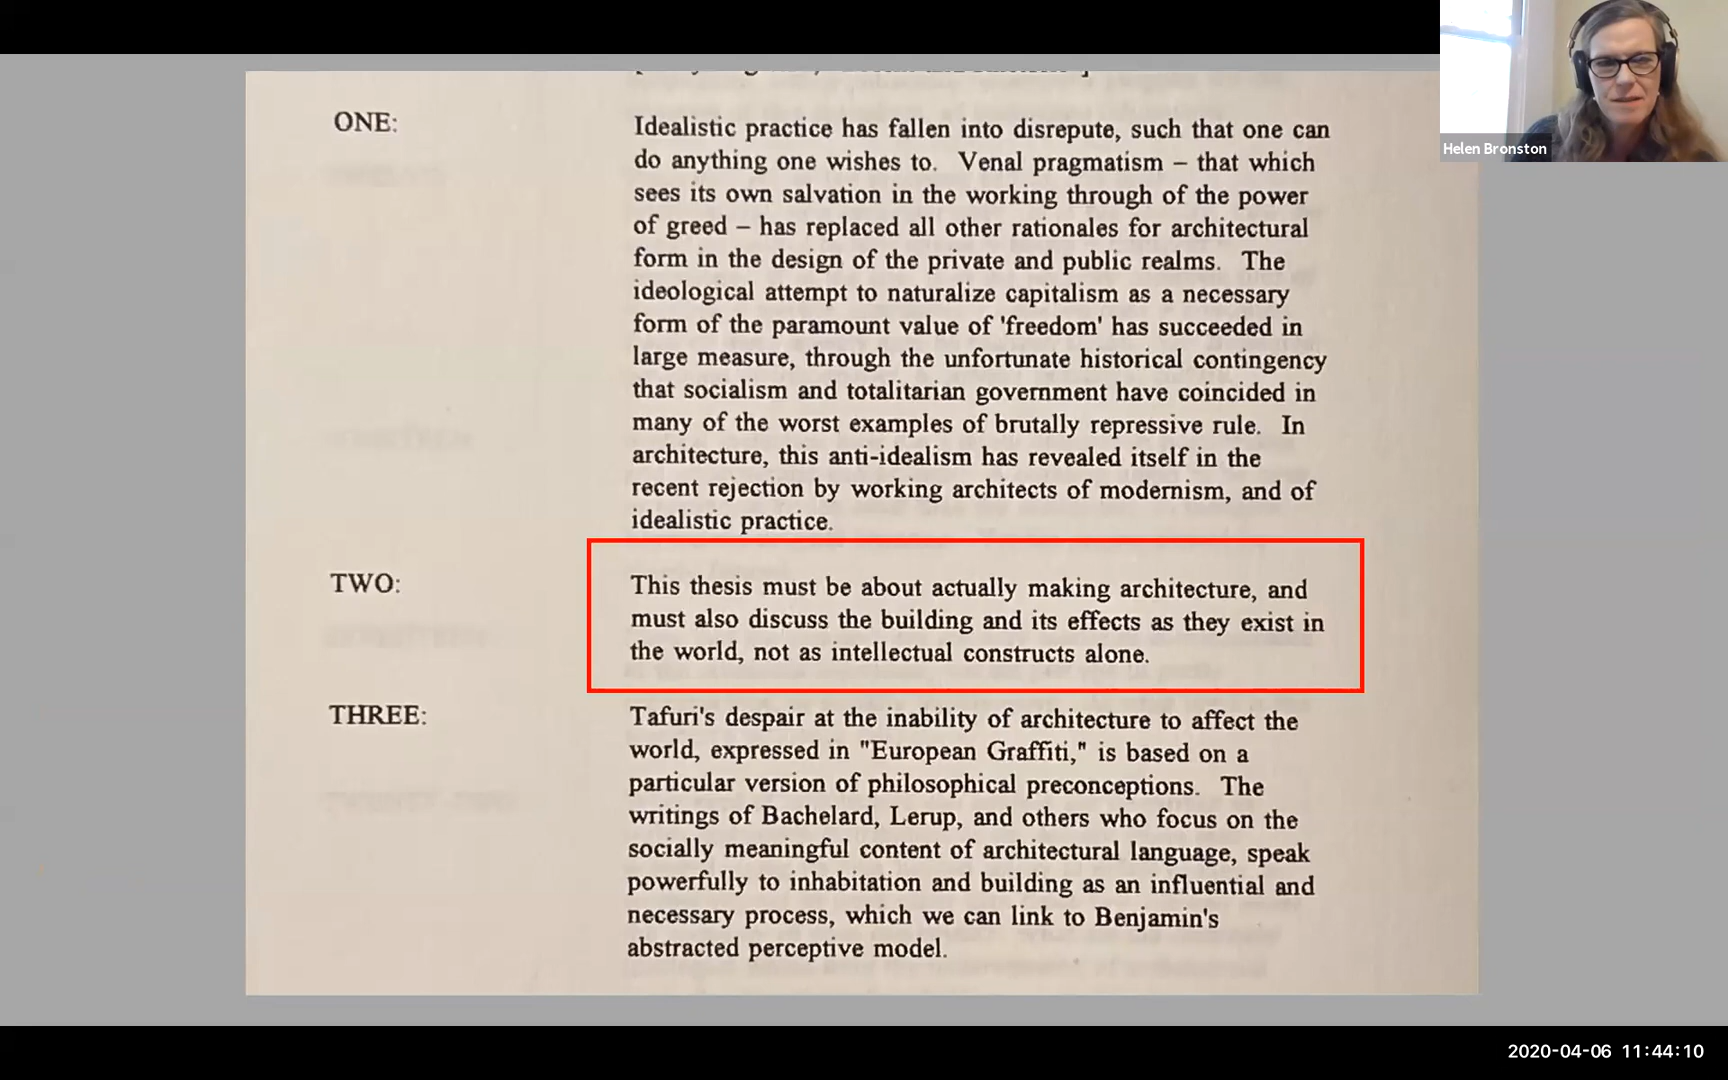 Helen Bronston
ONE:
Idealistic practice has fallen into disrepute, such that one can
do anything one wishes to. Venal pragmatism – that which
sees its own salvation in the working through of the power
of greed – has replaced all other rationales for architectural
form in the design of the private and public realms. The
ideological attempt to naturalize capitalism as a necessary
form of the paramount value of 'freedom' has succeeded in
large measure, through the unfortunate historical contingency
that socialism and totalitarian government have coincided in
many of the worst examples of brutally repressive rule. In
architecture, this anti-idealism has revealed itself in the
recent rejection by working architects of modernism, and of
idealistic practice.
TWO:
This thesis must be about actually making architecture, and
must also discuss the building and its effects as they exist in
the world, not as intellectual constructs alone.
THREE:
Tafuri's despair at the inability of architecture to affect the
world, expressed in "European Graffiti," is based on a
particular version of philosophical preconceptions. The
writings of Bachelard, Lerup, and others who focus on the
socially meaningful content of architectural language, speak
powerfully to inhabitation and building as an influential and
necessary process, which we can link to Benjamin's
abstracted perceptive model.
2020-04-06 11:44:10